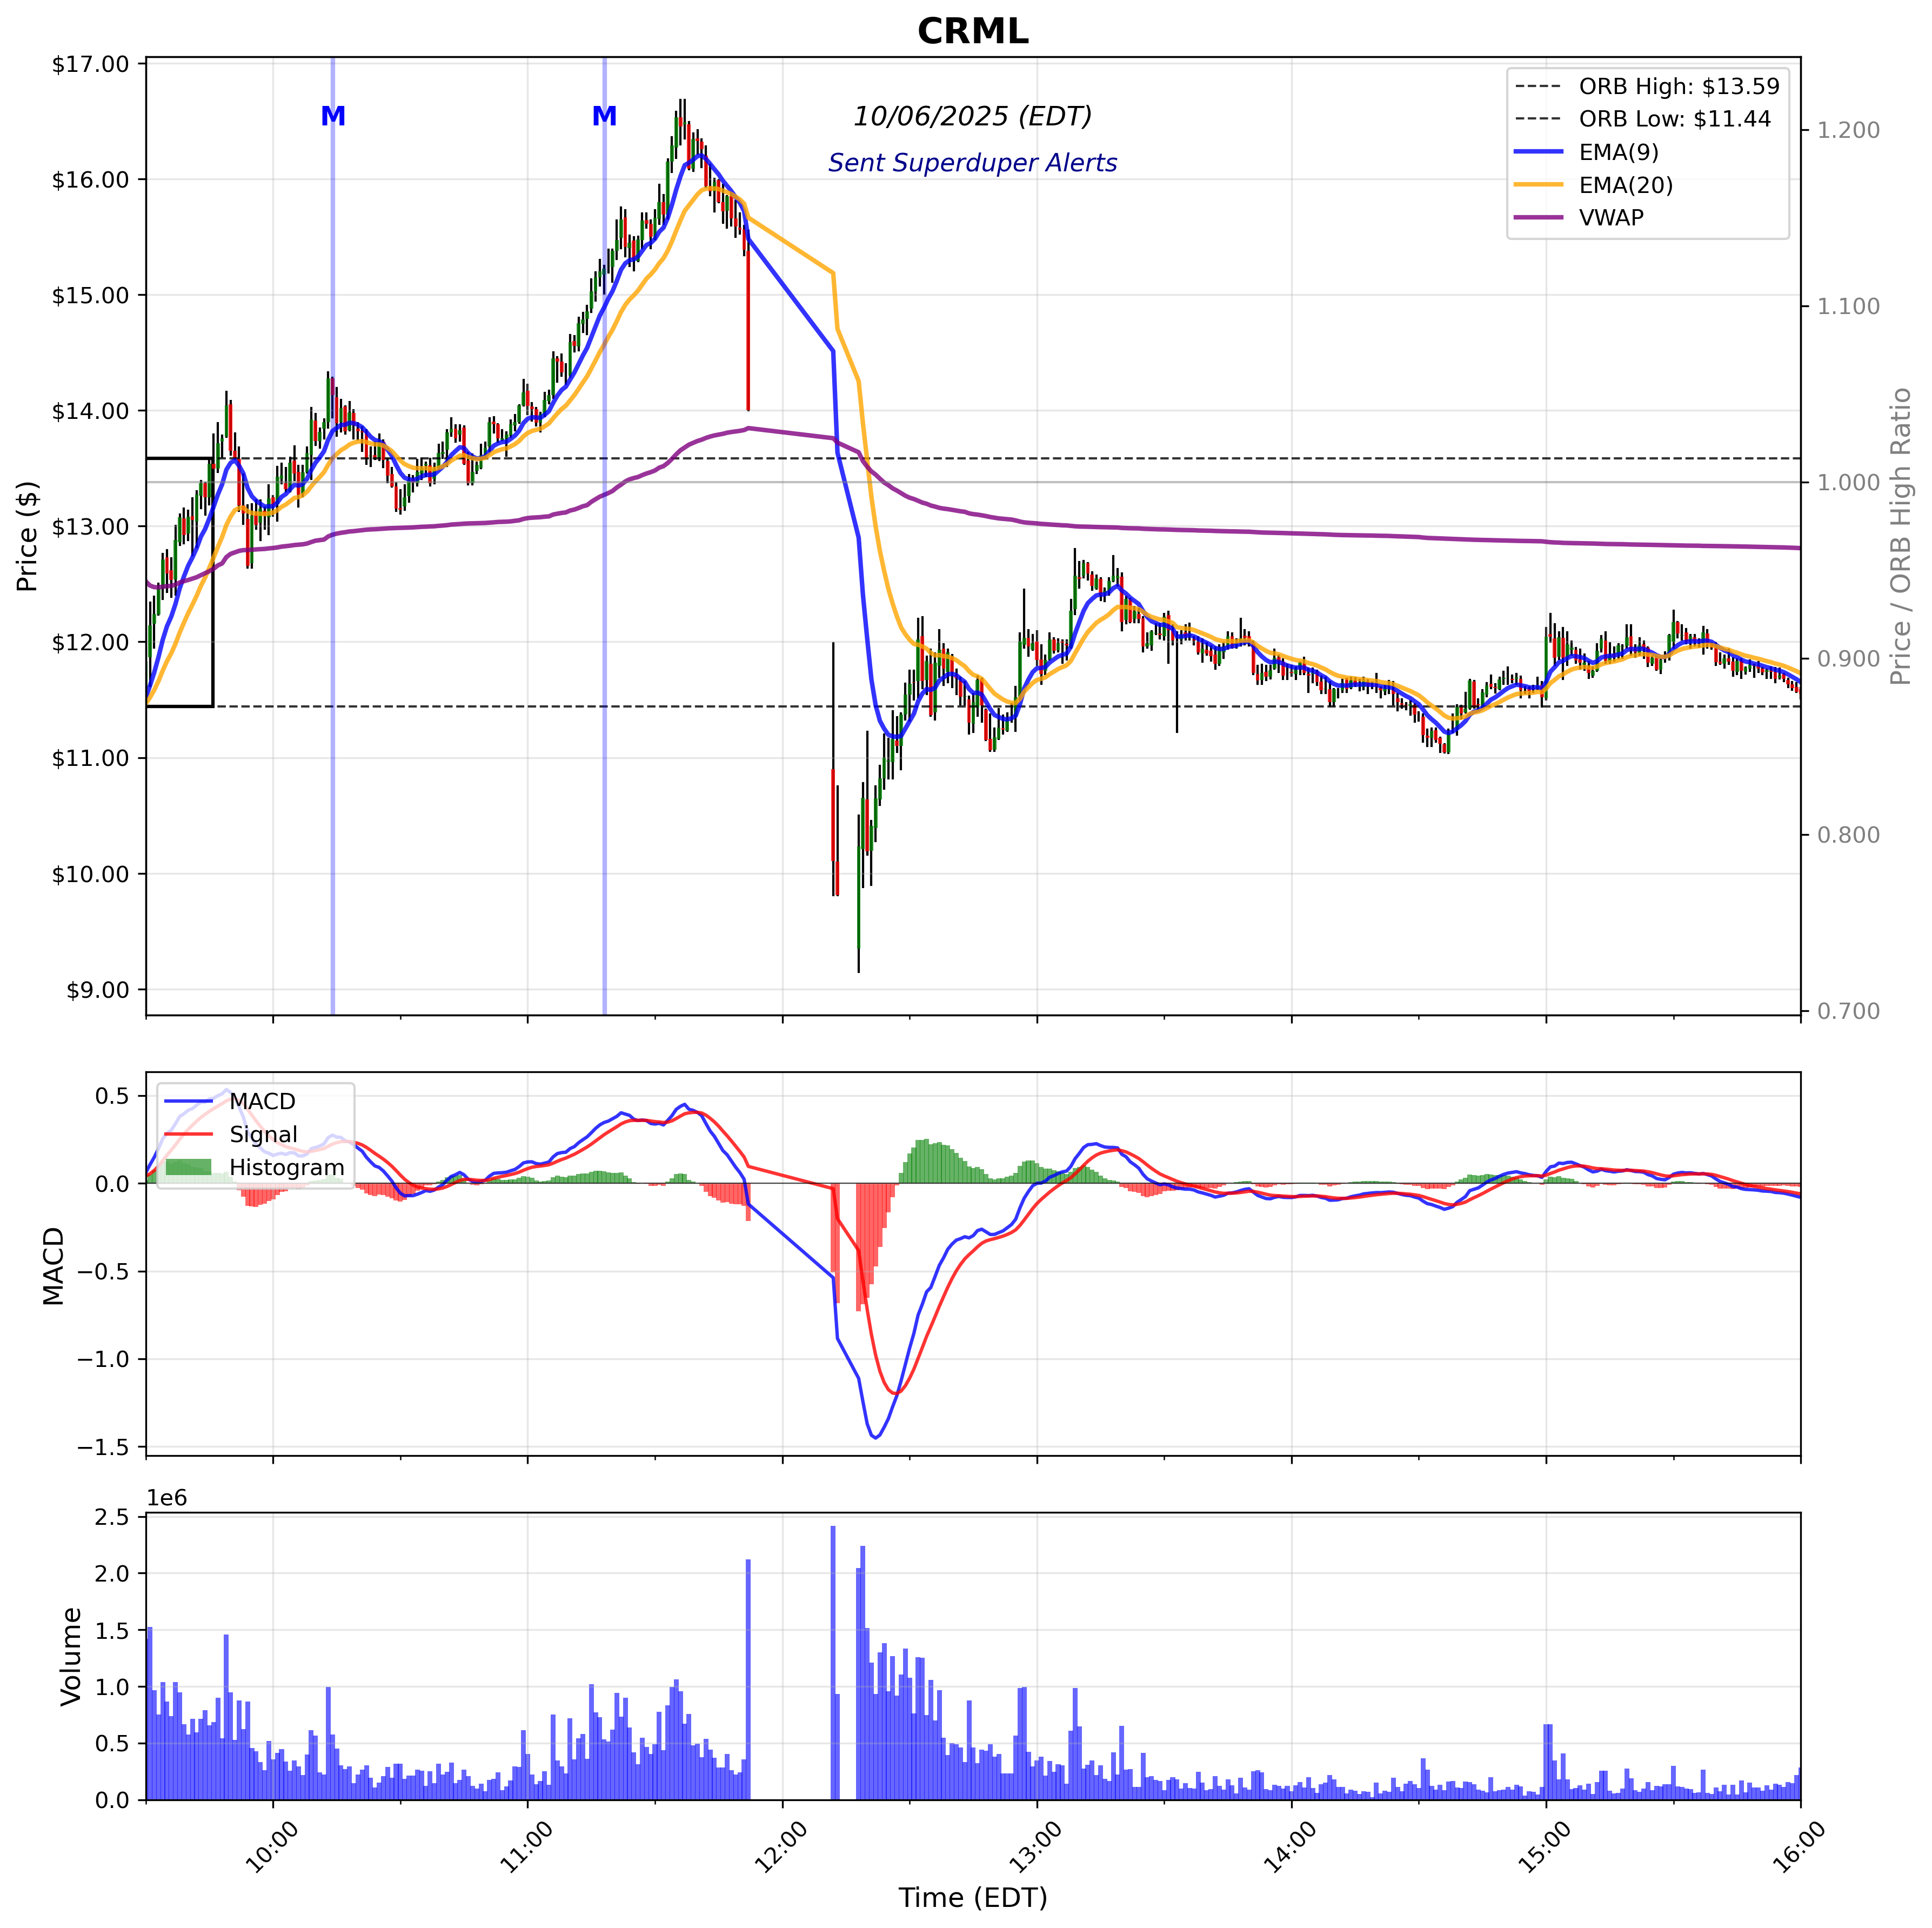 CRML
$17.00
$16.00
$15.00
$14.00
$13.00
$12.00
$11.00
$10.00
$9.00
Price ($)
M
M
10/06/2025 (EDT)
Sent Superduper Alerts
ORB High: $13.59
ORB Low: $11.44
EMA(9)
EMA(20)
VWAP
1.200
1.100
1.000
0.900
0.800
0.700
Price / ORB High Ratio
MACD
Signal
Histogram
0.5
0.0
−0.5
−1.0
−1.5
MACD
1e6
2.5
2.0
1.5
1.0
0.5
0.0
Volume
10:00
11:00
12:00
13:00
14:00
15:00
16:00
Time (EDT)